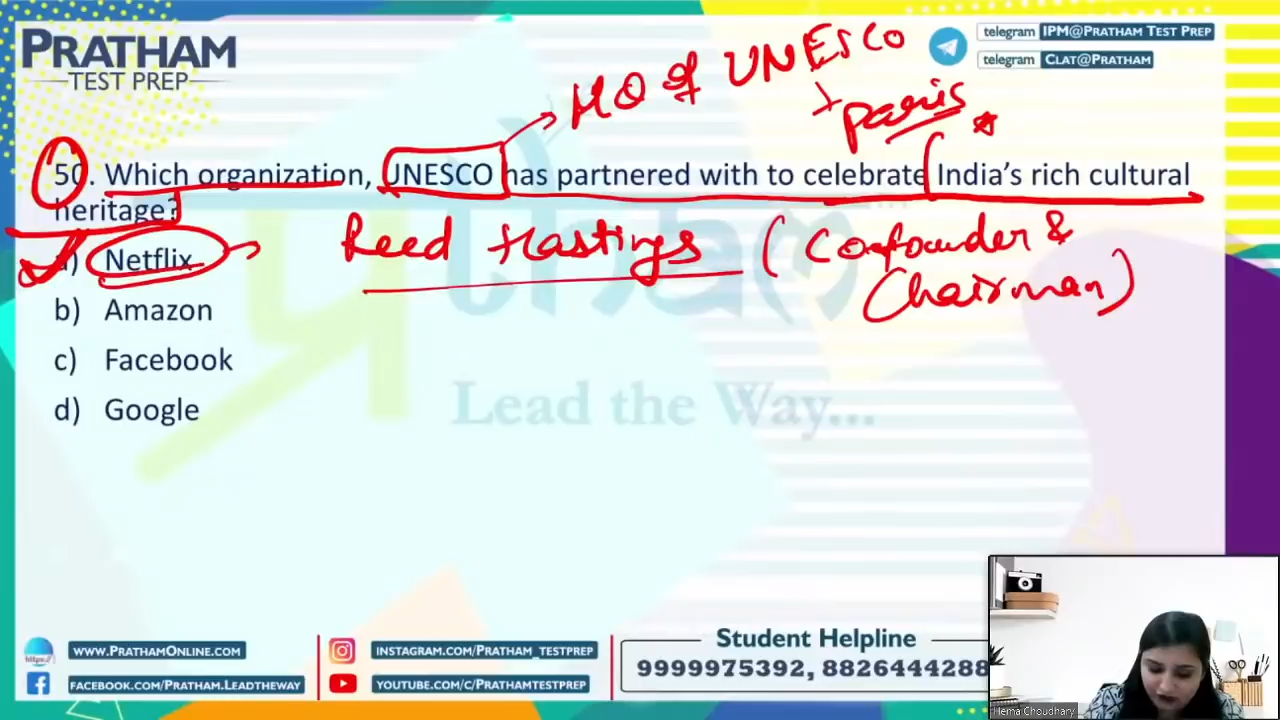 PRATHAM
TEST PREP
telegram IPM@PRATHAM TEST PREP
telegram CLAT@PRATHAM
HQ of UNESCO
Paris
50. Which organization, UNESCO has partnered with to celebrate India's rich cultural
heritage?
a) Netflix
Reed Hastings (Cofounder &
Chairman)
b) Amazon
c) Facebook
d) Google
Lead the Way...
https://
WWW.PRATHAMONLINE.COM
FACEBOOK.COM/PRATHAM.LEADTHEWAY
INSTAGRAM.COM/PRATHAM_TESTPREP
YOUTUBE.COM/C/PRATHAMTESTPREP
Student Helpline
9999975392, 8826444288
Hema Choudhary